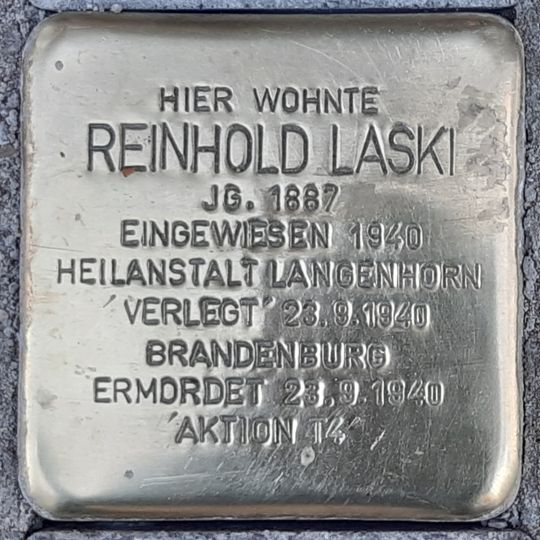 HIER WOHNTE
REINHOLD LASKI
JG. 1887
EINGEWIESEN 1940
HEILANSTALT LANGENHORN
'VERLEGT' 23.9.1940
BRANDENBURG
ERMORDET 23.9.1940
'AKTION T4'